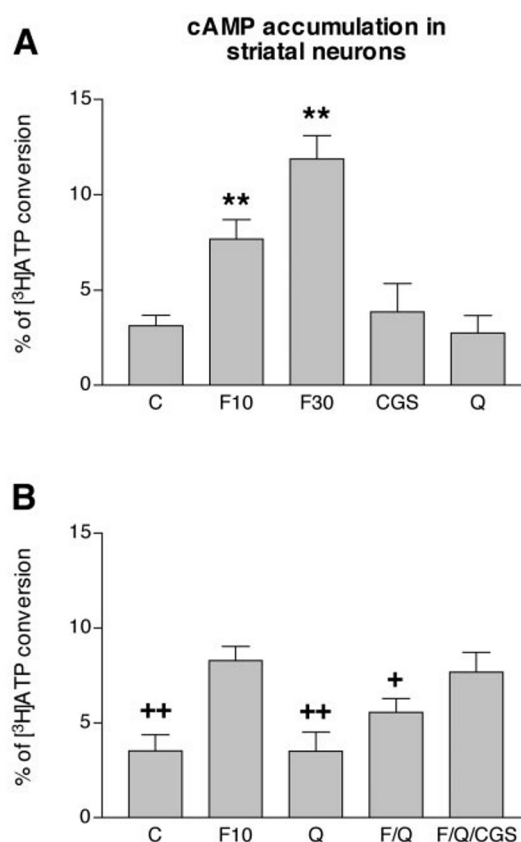 A
cAMP accumulation in
striatal neurons
% of [³H]ATP conversion
15
10
5
0
**
**
C F10 F30 CGS Q
B
% of [³H]ATP conversion
15
10
5
0
++
++
+
C F10 Q F/Q F/Q/CGS